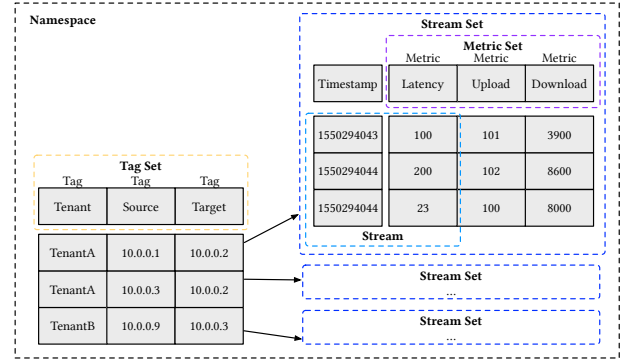 Namespace
Stream Set
Metric Set
Metric Metric Metric
Timestamp Latency Upload Download
1550294043 100 101 3900
1550294044 200 102 8600
1550294044 23 100 8000
Stream
Tag Set
Tag Tag Tag
Tenant Source Target
TenantA 10.0.0.1 10.0.0.2
TenantA 10.0.0.3 10.0.0.2
TenantB 10.0.0.9 10.0.0.3
Stream Set
...
Stream Set
...